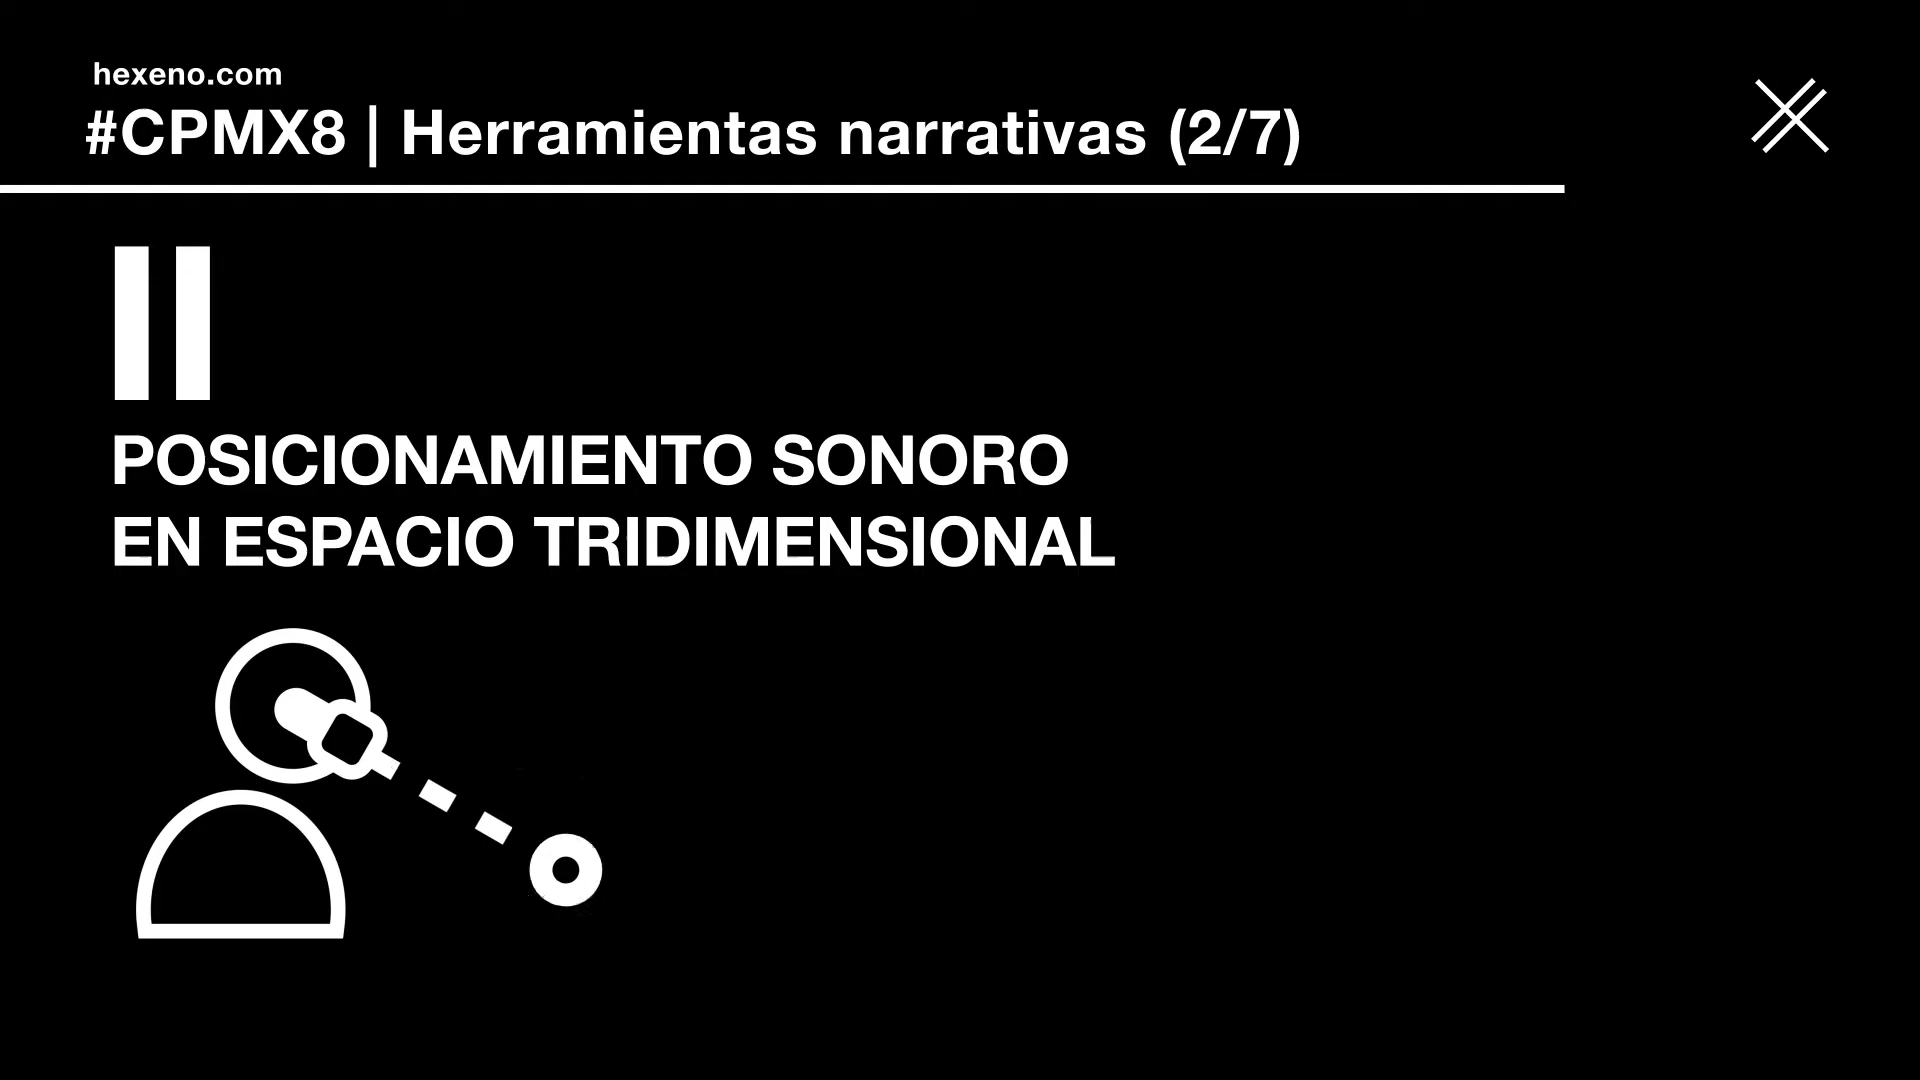 hexeno.com
#CPMX8 | Herramientas narrativas (2/7)
II
POSICIONAMIENTO SONORO
EN ESPACIO TRIDIMENSIONAL